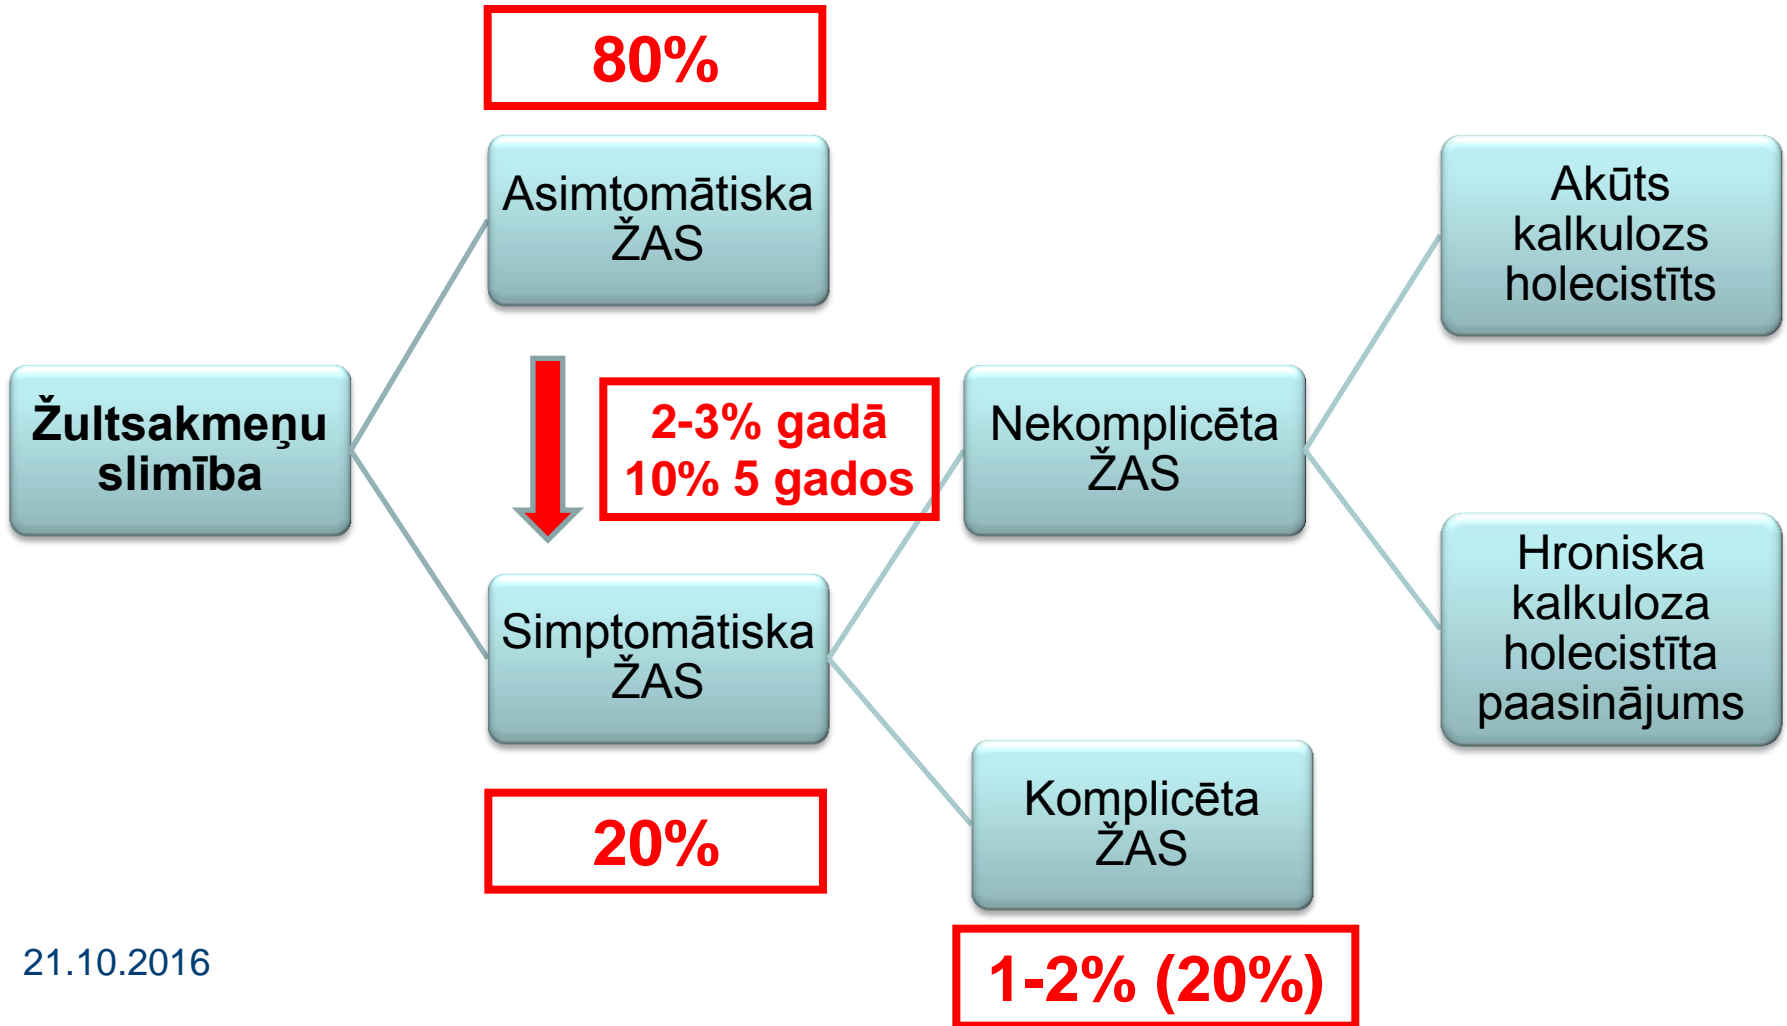 80%
Asimtomātiska
ŽAS
Žultsakmeņu
slimība
2-3% gadā
10% 5 gados
Simptomātiska
ŽAS
20%
Nekomplicēta
ŽAS
Komplicēta
ŽAS
1-2% (20%)
Akūts
kalkulozs
holecistīts
Hroniska
kalkuloza
holecistīta
paasinājums
21.10.2016